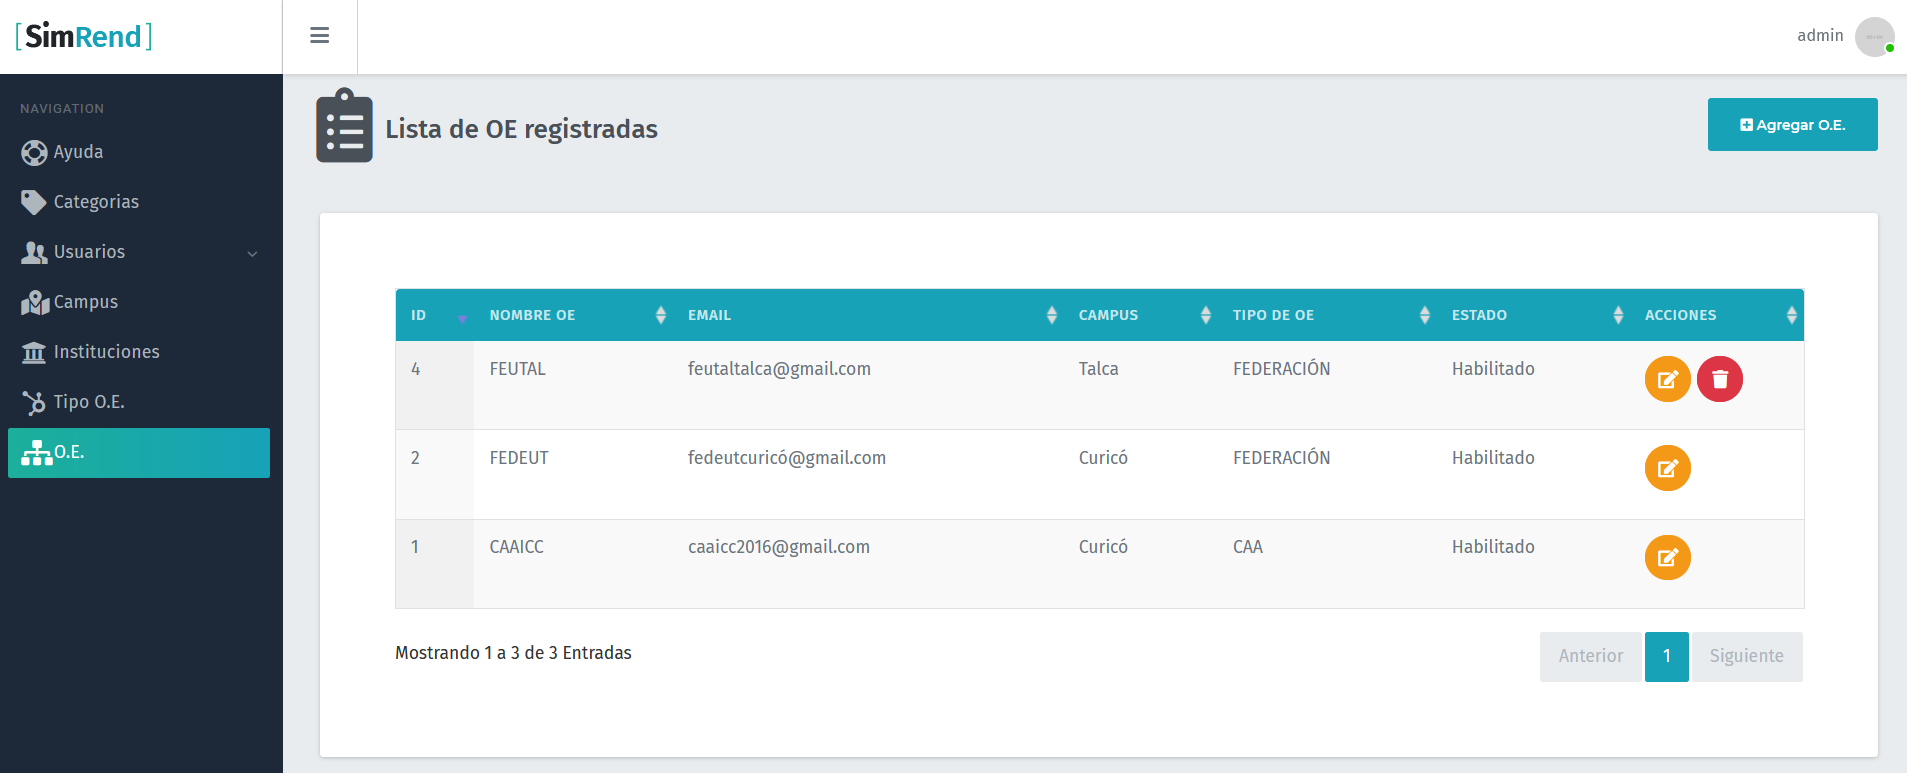 [SimRend]
admin
NAVIGATION
Ayuda
Categorias
Usuarios
Campus
Instituciones
Tipo O.E.
O.E.
Lista de OE registradas
Agregar O.E.
ID NOMBRE OE EMAIL CAMPUS TIPO DE OE ESTADO ACCIONES
4 FEUTAL feutaltalca@gmail.com Talca FEDERACIÓN Habilitado
2 FEDEUT fedeutcuricó@gmail.com Curicó FEDERACIÓN Habilitado
1 CAAICC caaicc2016@gmail.com Curicó CAA Habilitado
Mostrando 1 a 3 de 3 Entradas
Anterior 1 Siguiente